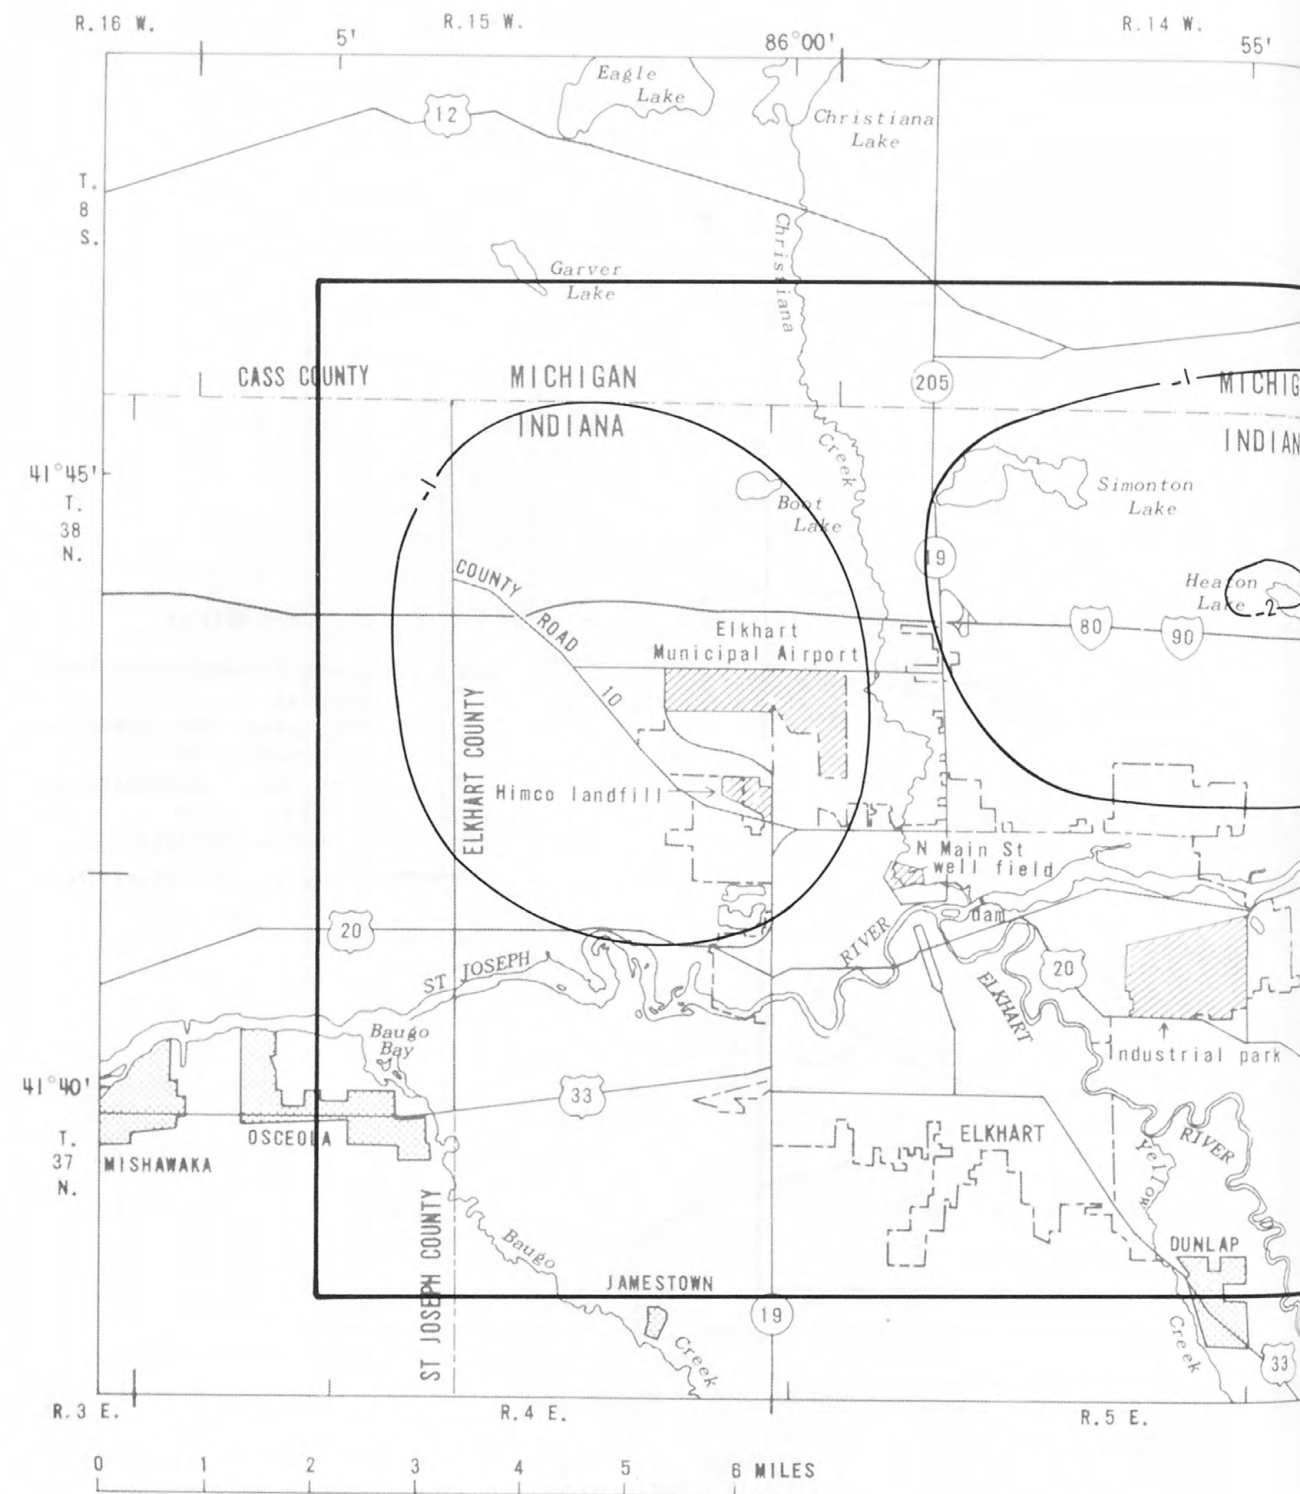 R.16 W.
R.15 W.
R.14 W.
5'
86°00'
55'
Eagle
Lake
12
Christiana
Lake
T.
8
S.
Christiana
Garver
Lake
CASS COUNTY
MICHIGAN
205
-1
MICHIG
INDIANA
INDIAN
Creek
41°45'
T.
38
N.
-1
Boot
Lake
Simonton
Lake
19
COUNTY
ROAD
10
Heaton
Lake
-2
80
90
Elkhart
Municipal Airport
ELKHART COUNTY
Himco landfill
N Main St
well field
dam
20
RIVER
ST JOSEPH
20
ELKHART
Baugo
Bay
Industrial park
41°40'
33
OSCEOLA
ELKHART
RIVER
T.
37
N.
MISHAWAKA
Yellow
ST JOSEPH COUNTY
Baugo
DUNLAP
JAMESTOWN
19
Creek
Creek
33
R.3 E.
R.4 E.
R.5 E.
0 1 2 3 4 5 6 MILES